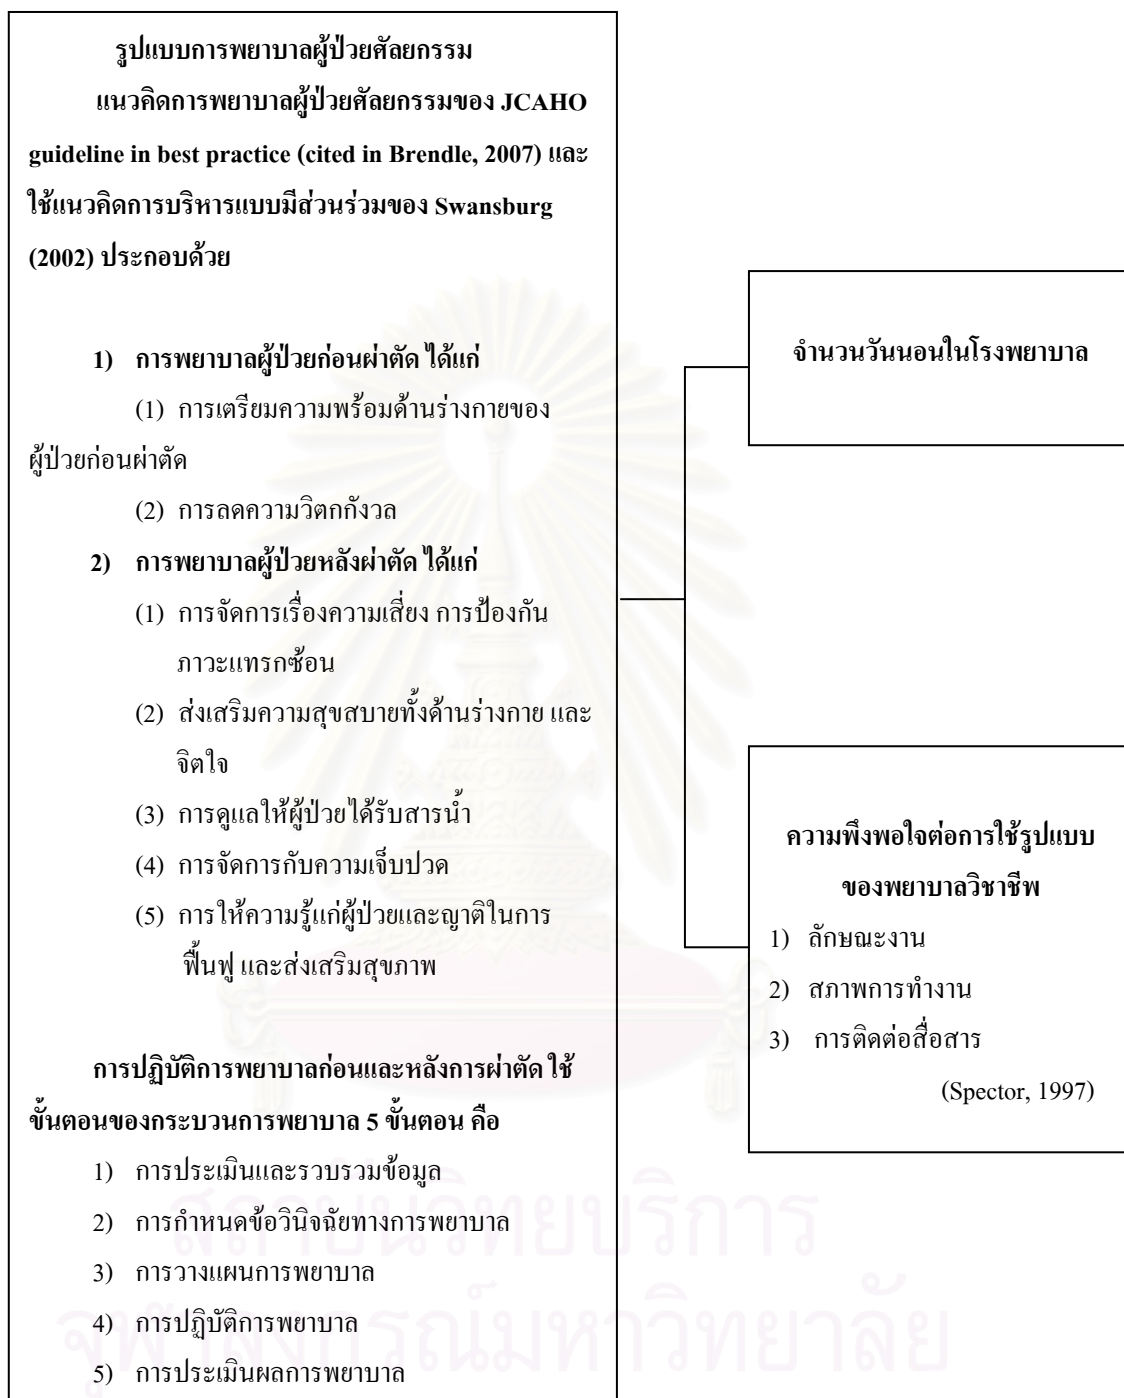 รูปแบบการพยาบาลผู้ป่วยศัลยกรรม
แนวคิดการพยาบาลผู้ป่วยศัลยกรรมของ JCAHO
guideline in best practice (cited in Brendle, 2007) และ
ใช้แนวคิดการบริหารแบบมีส่วนร่วมของ Swansburg
(2002) ประกอบด้วย
1) การพยาบาลผู้ป่วยก่อนผ่าตัด ได้แก่
(1) การเตรียมความพร้อมด้านร่างกายของ
ผู้ป่วยก่อนผ่าตัด
(2) การลดความวิตกกังวล
2) การพยาบาลผู้ป่วยหลังผ่าตัด ได้แก่
(1) การจัดการเรื่องความเสี่ยง การป้องกัน
ภาวะแทรกซ้อน
(2) ส่งเสริมความสุขสบายทั้งด้านร่างกาย และ
จิตใจ
(3) การดูแลให้ผู้ป่วยได้รับสารน้ำ
(4) การจัดการกับความเจ็บปวด
(5) การให้ความรู้แก่ผู้ป่วยและญาติในการ
ฟื้นฟู และส่งเสริมสุขภาพ
การปฏิบัติการพยาบาลก่อนและหลังการผ่าตัด ใช้
ขั้นตอนของกระบวนการพยาบาล 5 ขั้นตอน คือ
1) การประเมินและรวบรวมข้อมูล
2) การกำหนดข้อวินิจฉัยทางการพยาบาล
3) การวางแผนการพยาบาล
4) การปฏิบัติการพยาบาล
5) การประเมินผลการพยาบาล
จำนวนวันนอนในโรงพยาบาล
ความพึงพอใจต่อการใช้รูปแบบ
ของพยาบาลวิชาชีพ
1) ลักษณะงาน
2) สภาพการทำงาน
3) การติดต่อสื่อสาร
(Spector, 1997)
สถาบันวิทยบริการ
จุฬาลงกรณ์มหาวิทยาลัย